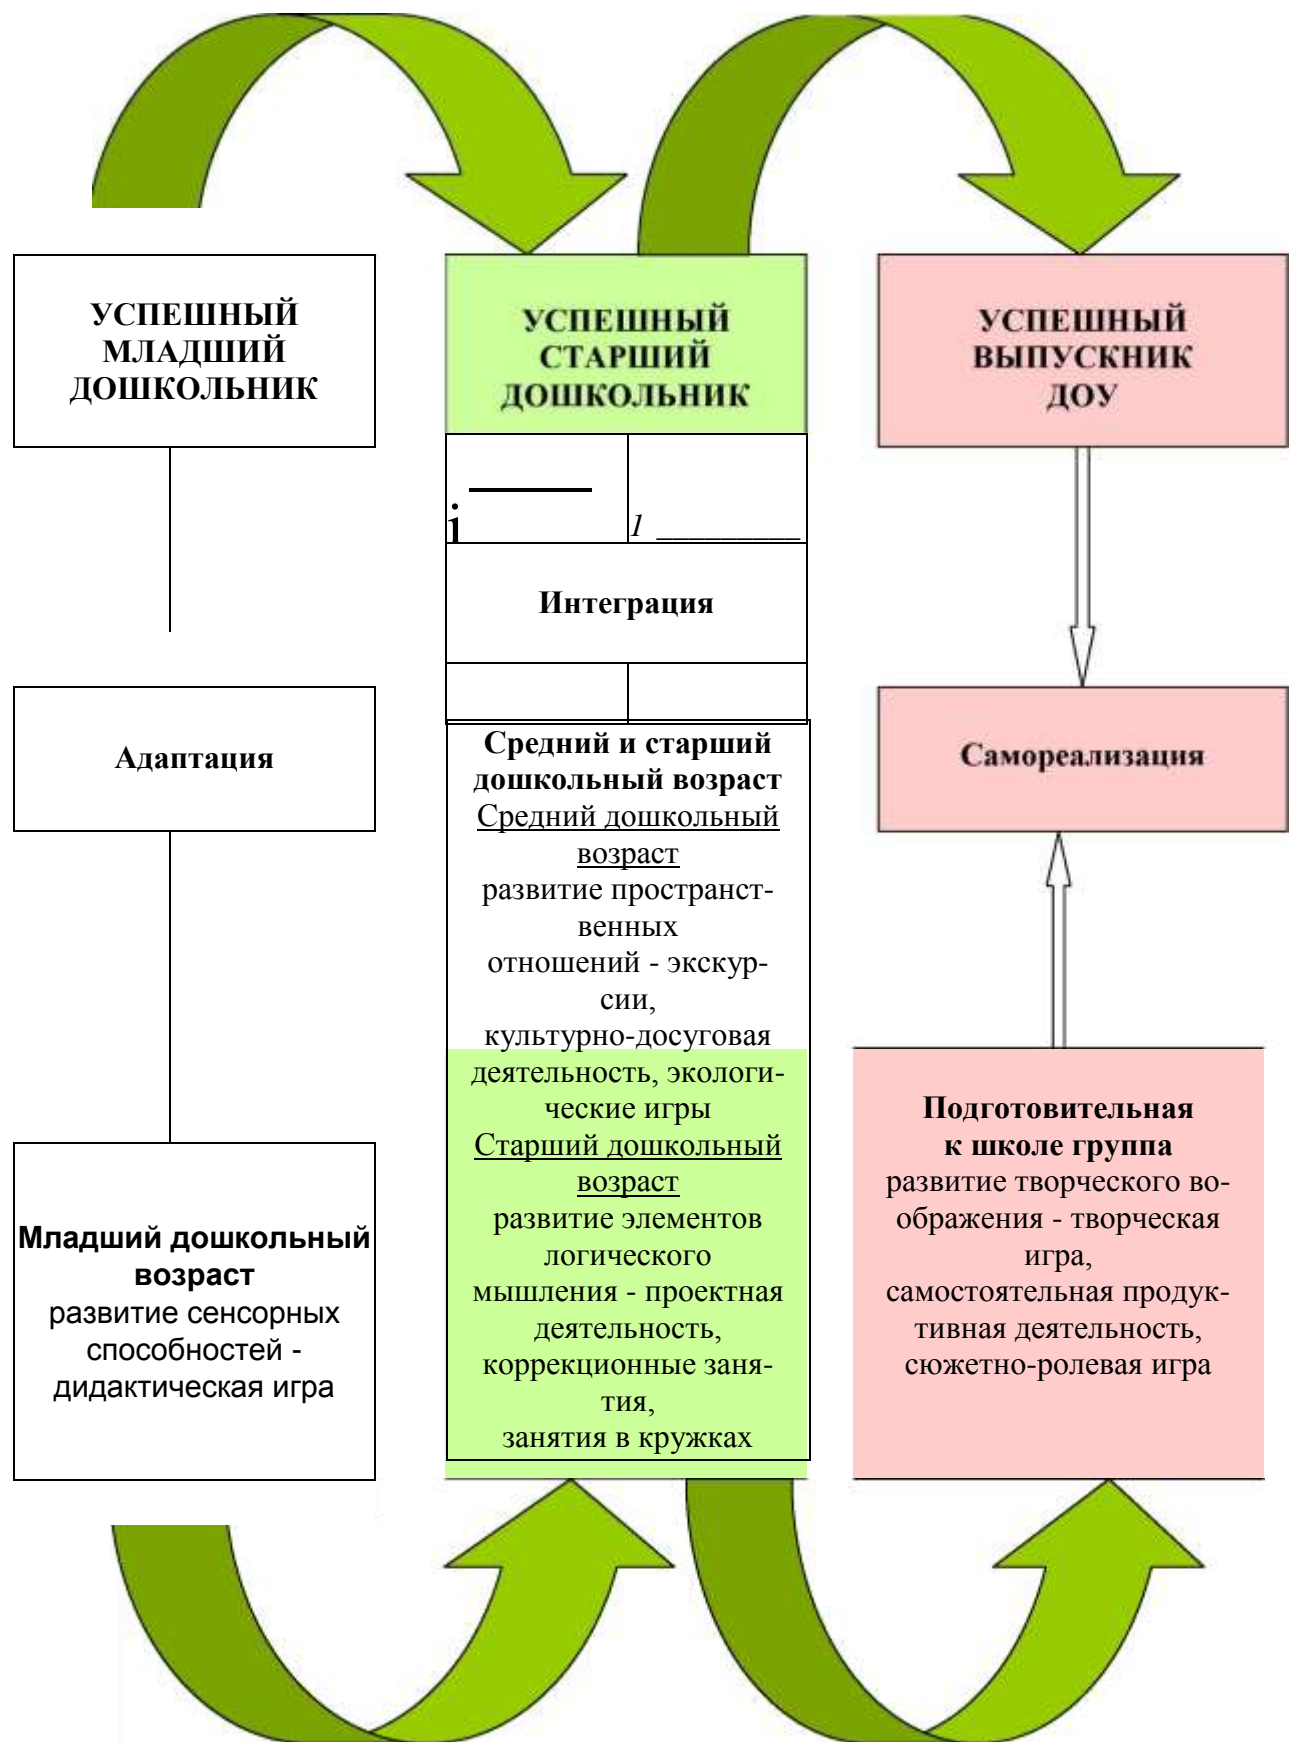 УСПЕШНЫЙ
МЛАДШИЙ
ДОШКОЛЬНИК
УСПЕШНЫЙ
СТАРШИЙ
ДОШКОЛЬНИК
УСПЕШНЫЙ
ВЫПУСКНИК
ДОУ
i
1
Интеграция
Адаптация
Самореализация
Средний и старший
дошкольный возраст
Средний дошкольный
возраст
развитие пространст-
венных
отношений - экскур-
сии,
культурно-досуговая
деятельность, экологи-
ческие игры
Старший дошкольный
возраст
развитие элементов
логического
мышления - проектная
деятельность,
коррекционные заня-
тия,
занятия в кружках
Младший дошкольный
возраст
развитие сенсорных
способностей -
дидактическая игра
Подготовительная
к школе группа
развитие творческого во-
ображения - творческая
игра,
самостоятельная продук-
тивная деятельность,
сюжетно-ролевая игра